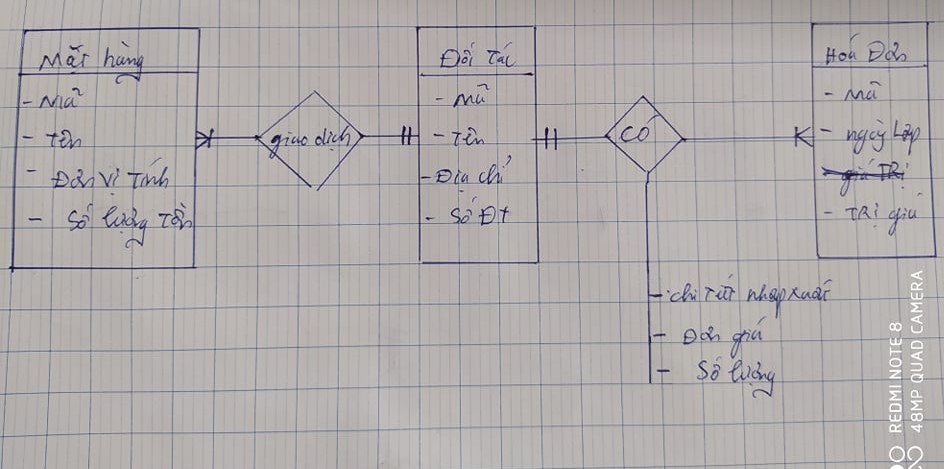 Mặt hàng
- Mã
- Tên
- Đơn Vị Tính
- Số lượng Tồn
giao dịch
Đối Tác
- Mã
- Tên
- Địa chỉ
- Số Đt
CÓ
- chi Tiết nhập xuất
- Đơn giá
- Số lượng
Hoá Đơn
- Mã
- ngày Lập
- giá TRị
- TRị giá
REDMI NOTE 8
48MP QUAD CAMERA